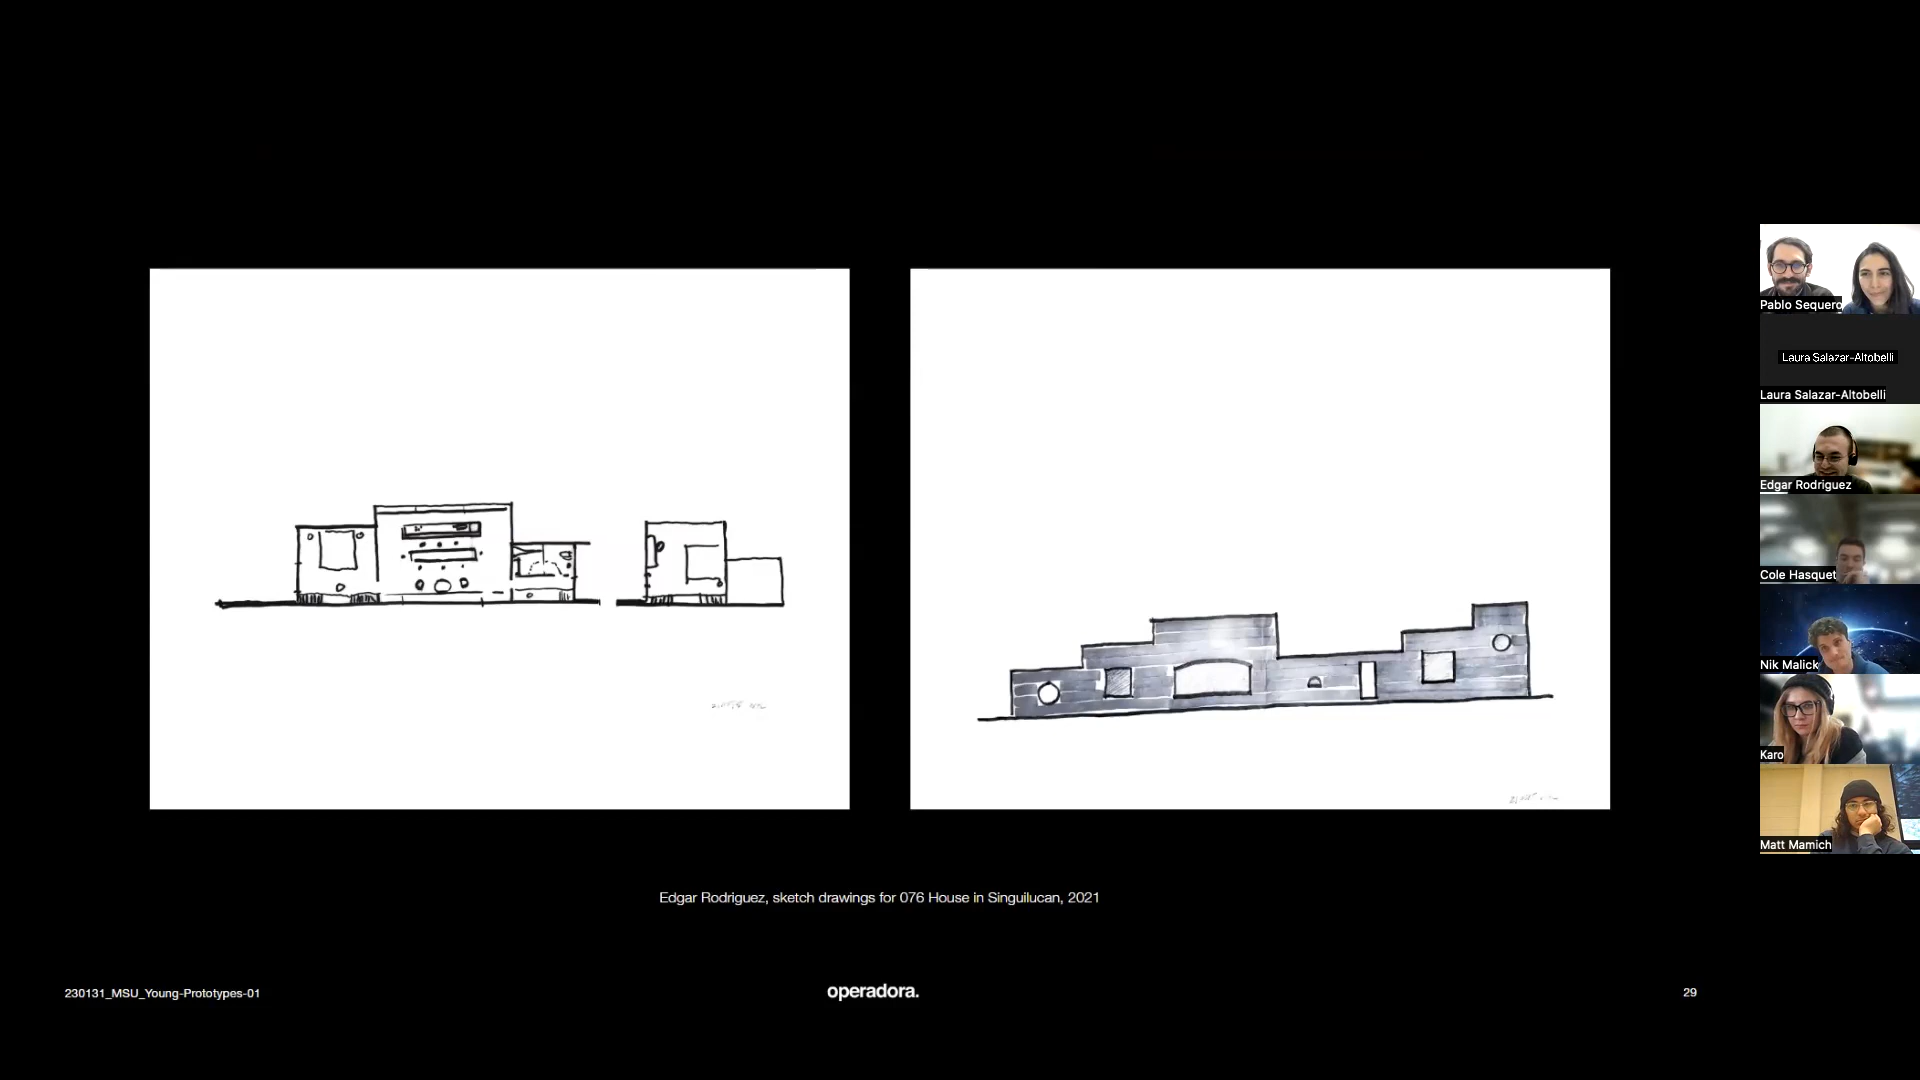 Pablo Sequero
Laura Salazar-Altobelli
Laura Salazar-Altobelli
Edgar Rodriguez
Cole Hasquet
Nik Malick
Karo
Matt Mamich
Edgar Rodriguez, sketch drawings for 076 House in Singuilucan, 2021
230131_MSU_Young-Prototypes-01
operadora.
29